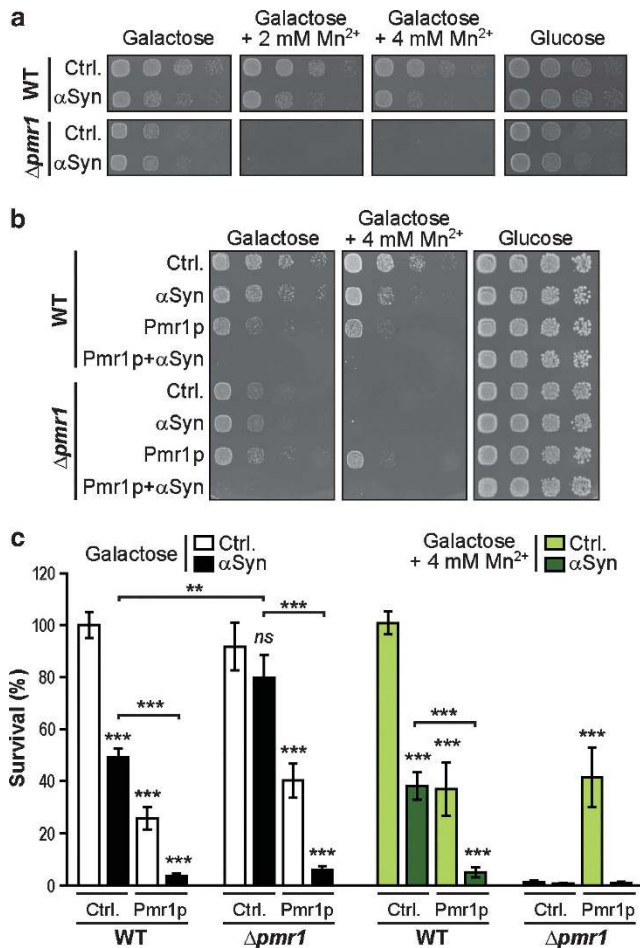 a
Galactose
Galactose
+ 2 mM Mn2+
Galactose
+ 4 mM Mn2+
Glucose
WT
Ctrl.
αSyn
Δpmr1
Ctrl.
αSyn
b
Galactose
Galactose
+ 4 mM Mn2+
Glucose
WT
Ctrl.
αSyn
Pmr1p
Pmr1p+αSyn
Δpmr1
Ctrl.
αSyn
Pmr1p
Pmr1p+αSyn
c
Galactose
Ctrl.
αSyn
Galactose
+ 4 mM Mn2+
Ctrl.
αSyn
Survival (%)
120
100
80
60
40
20
0
**
***
ns
***
***
***
***
***
***
***
***
***
***
***
Ctrl. Pmr1p Ctrl. Pmr1p Ctrl. Pmr1p Ctrl. Pmr1p
WT Δpmr1 WT Δpmr1